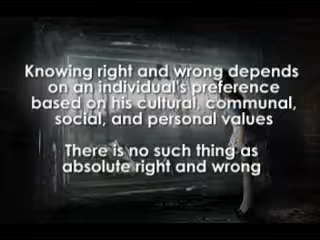 Knowing right and wrong depends
on an individual's preference
based on his cultural, communal,
social, and personal values
There is no such thing as
absolute right and wrong